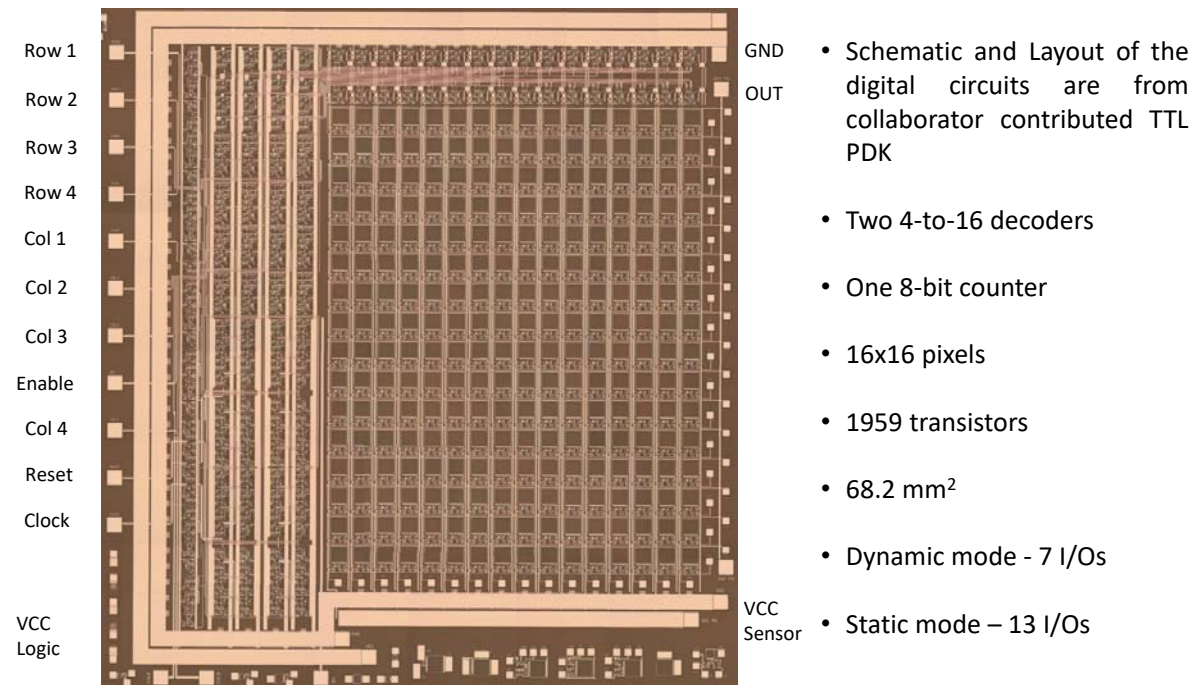 Row 1
Row 2
Row 3
Row 4
Col 1
Col 2
Col 3
Enable
Col 4
Reset
Clock
VCC
Logic
GND
OUT
VCC
Sensor
• Schematic and Layout of the
digital circuits are from
collaborator contributed TTL
PDK
• Two 4-to-16 decoders
• One 8-bit counter
• 16x16 pixels
• 1959 transistors
• 68.2 mm²
• Dynamic mode - 7 I/Os
• Static mode – 13 I/Os